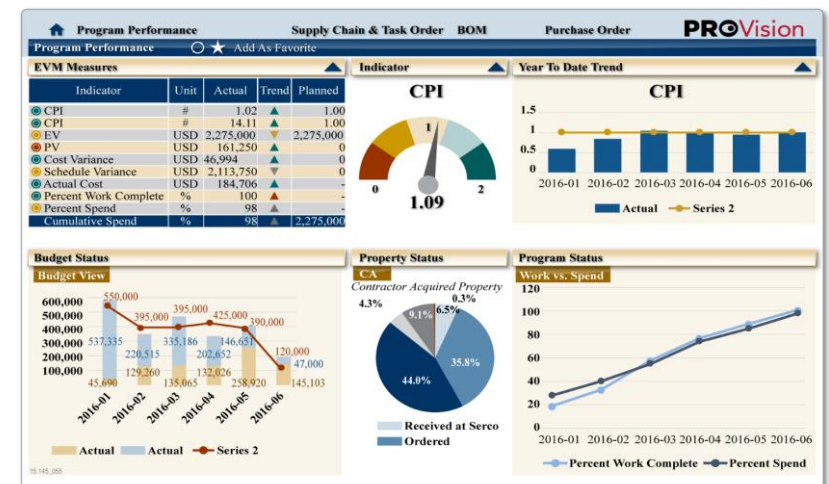 Program Performance Supply Chain & Task Order BOM Purchase Order PROVision
Program Performance Add As Favorite
EVM Measures
Indicator Unit Actual Trend Planned
CPI # 1.02 1.00
CPI # 14.11 1.00
EV USD 2,275,000 2,275,000
PV USD 161,250 0
Cost Variance USD 46,994 0
Schedule Variance USD 2,113,750 0
Actual Cost USD 184,706 -
Percent Work Complete % 100 -
Percent Spend % 98 -
Cumulative Spend % 98 2,275,000
Indicator
CPI
1
0 2
1.09
Year To Date Trend
CPI
1.5
1
0.5
0
2016-01 2016-02 2016-03 2016-04 2016-05 2016-06
Actual Series 2
Budget Status
Budget View
600,000
500,000
400,000
300,000
200,000
100,000
550,000
395,000 395,000 425,000 390,000
120,000
537,335 220,515 335,186 202,652 146,651 47,000
45,690 129,260 135,065 132,026 258,920 145,103
2016-01 2016-02 2016-03 2016-04 2016-05 2016-06
Actual Actual Series 2
15.145_055
Property Status
CA
Contractor Acquired Property
4.3% 9.1% 6.5% 0.3%
44.0% 35.8%
Received at Serco
Ordered
Program Status
Work vs. Spend
120
100
80
60
40
20
0
2016-01 2016-02 2016-03 2016-04 2016-05 2016-06
Percent Work Complete Percent Spend